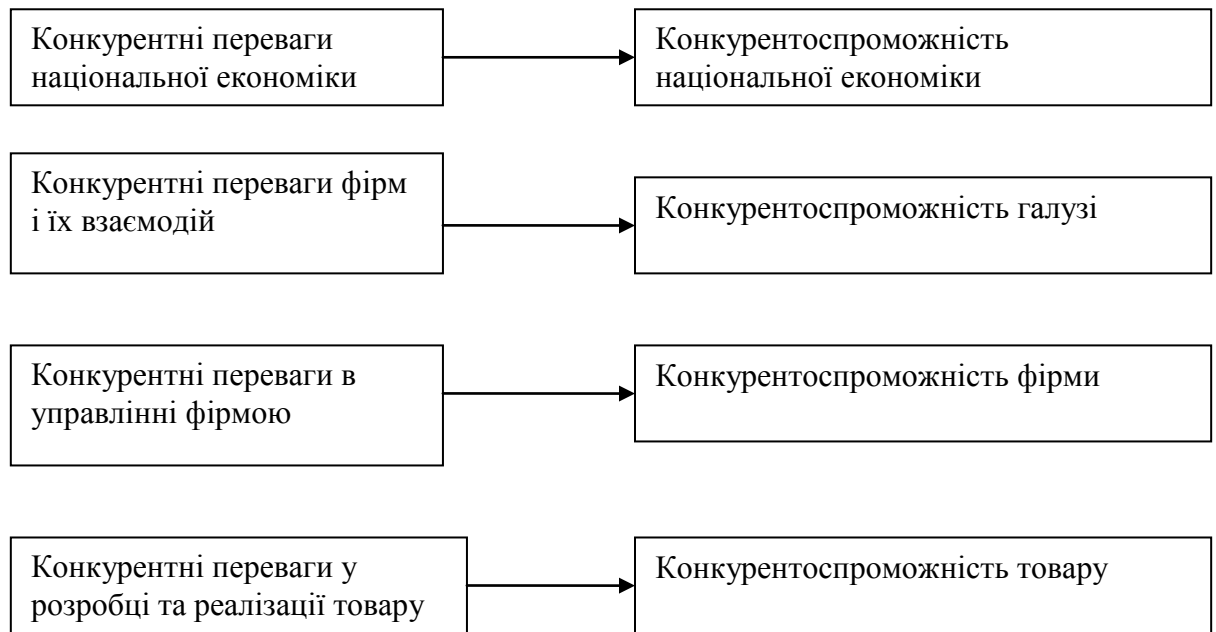 Конкурентні переваги
національної економіки
Конкурентоспроможність
національної економіки
Конкурентні переваги фірм
і їх взаємодій
Конкурентоспроможність галузі
Конкурентні переваги в
управлінні фірмою
Конкурентоспроможність фірми
Конкурентні переваги у
розробці та реалізації товару
Конкурентоспроможність товару